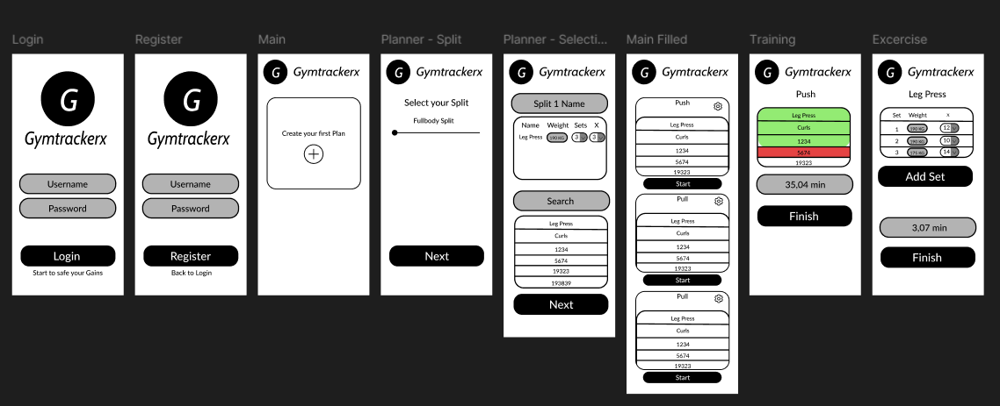 Login
G
Gymtrackerx
Username
Password
Login
Start to safe your Gains
Register
G
Gymtrackerx
Username
Password
Register
Back to Login
Main
G Gymtrackerx
Create your first Plan
Planner - Split
G Gymtrackerx
Select your Split
Fullbody Split
Next
Planner - Selecti...
G Gymtrackerx
Split 1 Name
Name Weight Sets X
Leg Press 190 KG 3 3
Search
Leg Press
Curls
1234
5674
19323
193839
Next
Main Filled
G Gymtrackerx
Push
Leg Press
Curls
1234
5674
19323
Start
Pull
Leg Press
Curls
1234
5674
19323
Start
Pull
Leg Press
Curls
1234
5674
19323
Start
Training
G Gymtrackerx
Push
Leg Press
Curls
1234
5674
19323
35,04 min
Finish
Excercise
G Gymtrackerx
Leg Press
Set Weight X
1 190 KG 12
2 190 KG 10
3 175 KG 14
Add Set
3,07 min
Finish